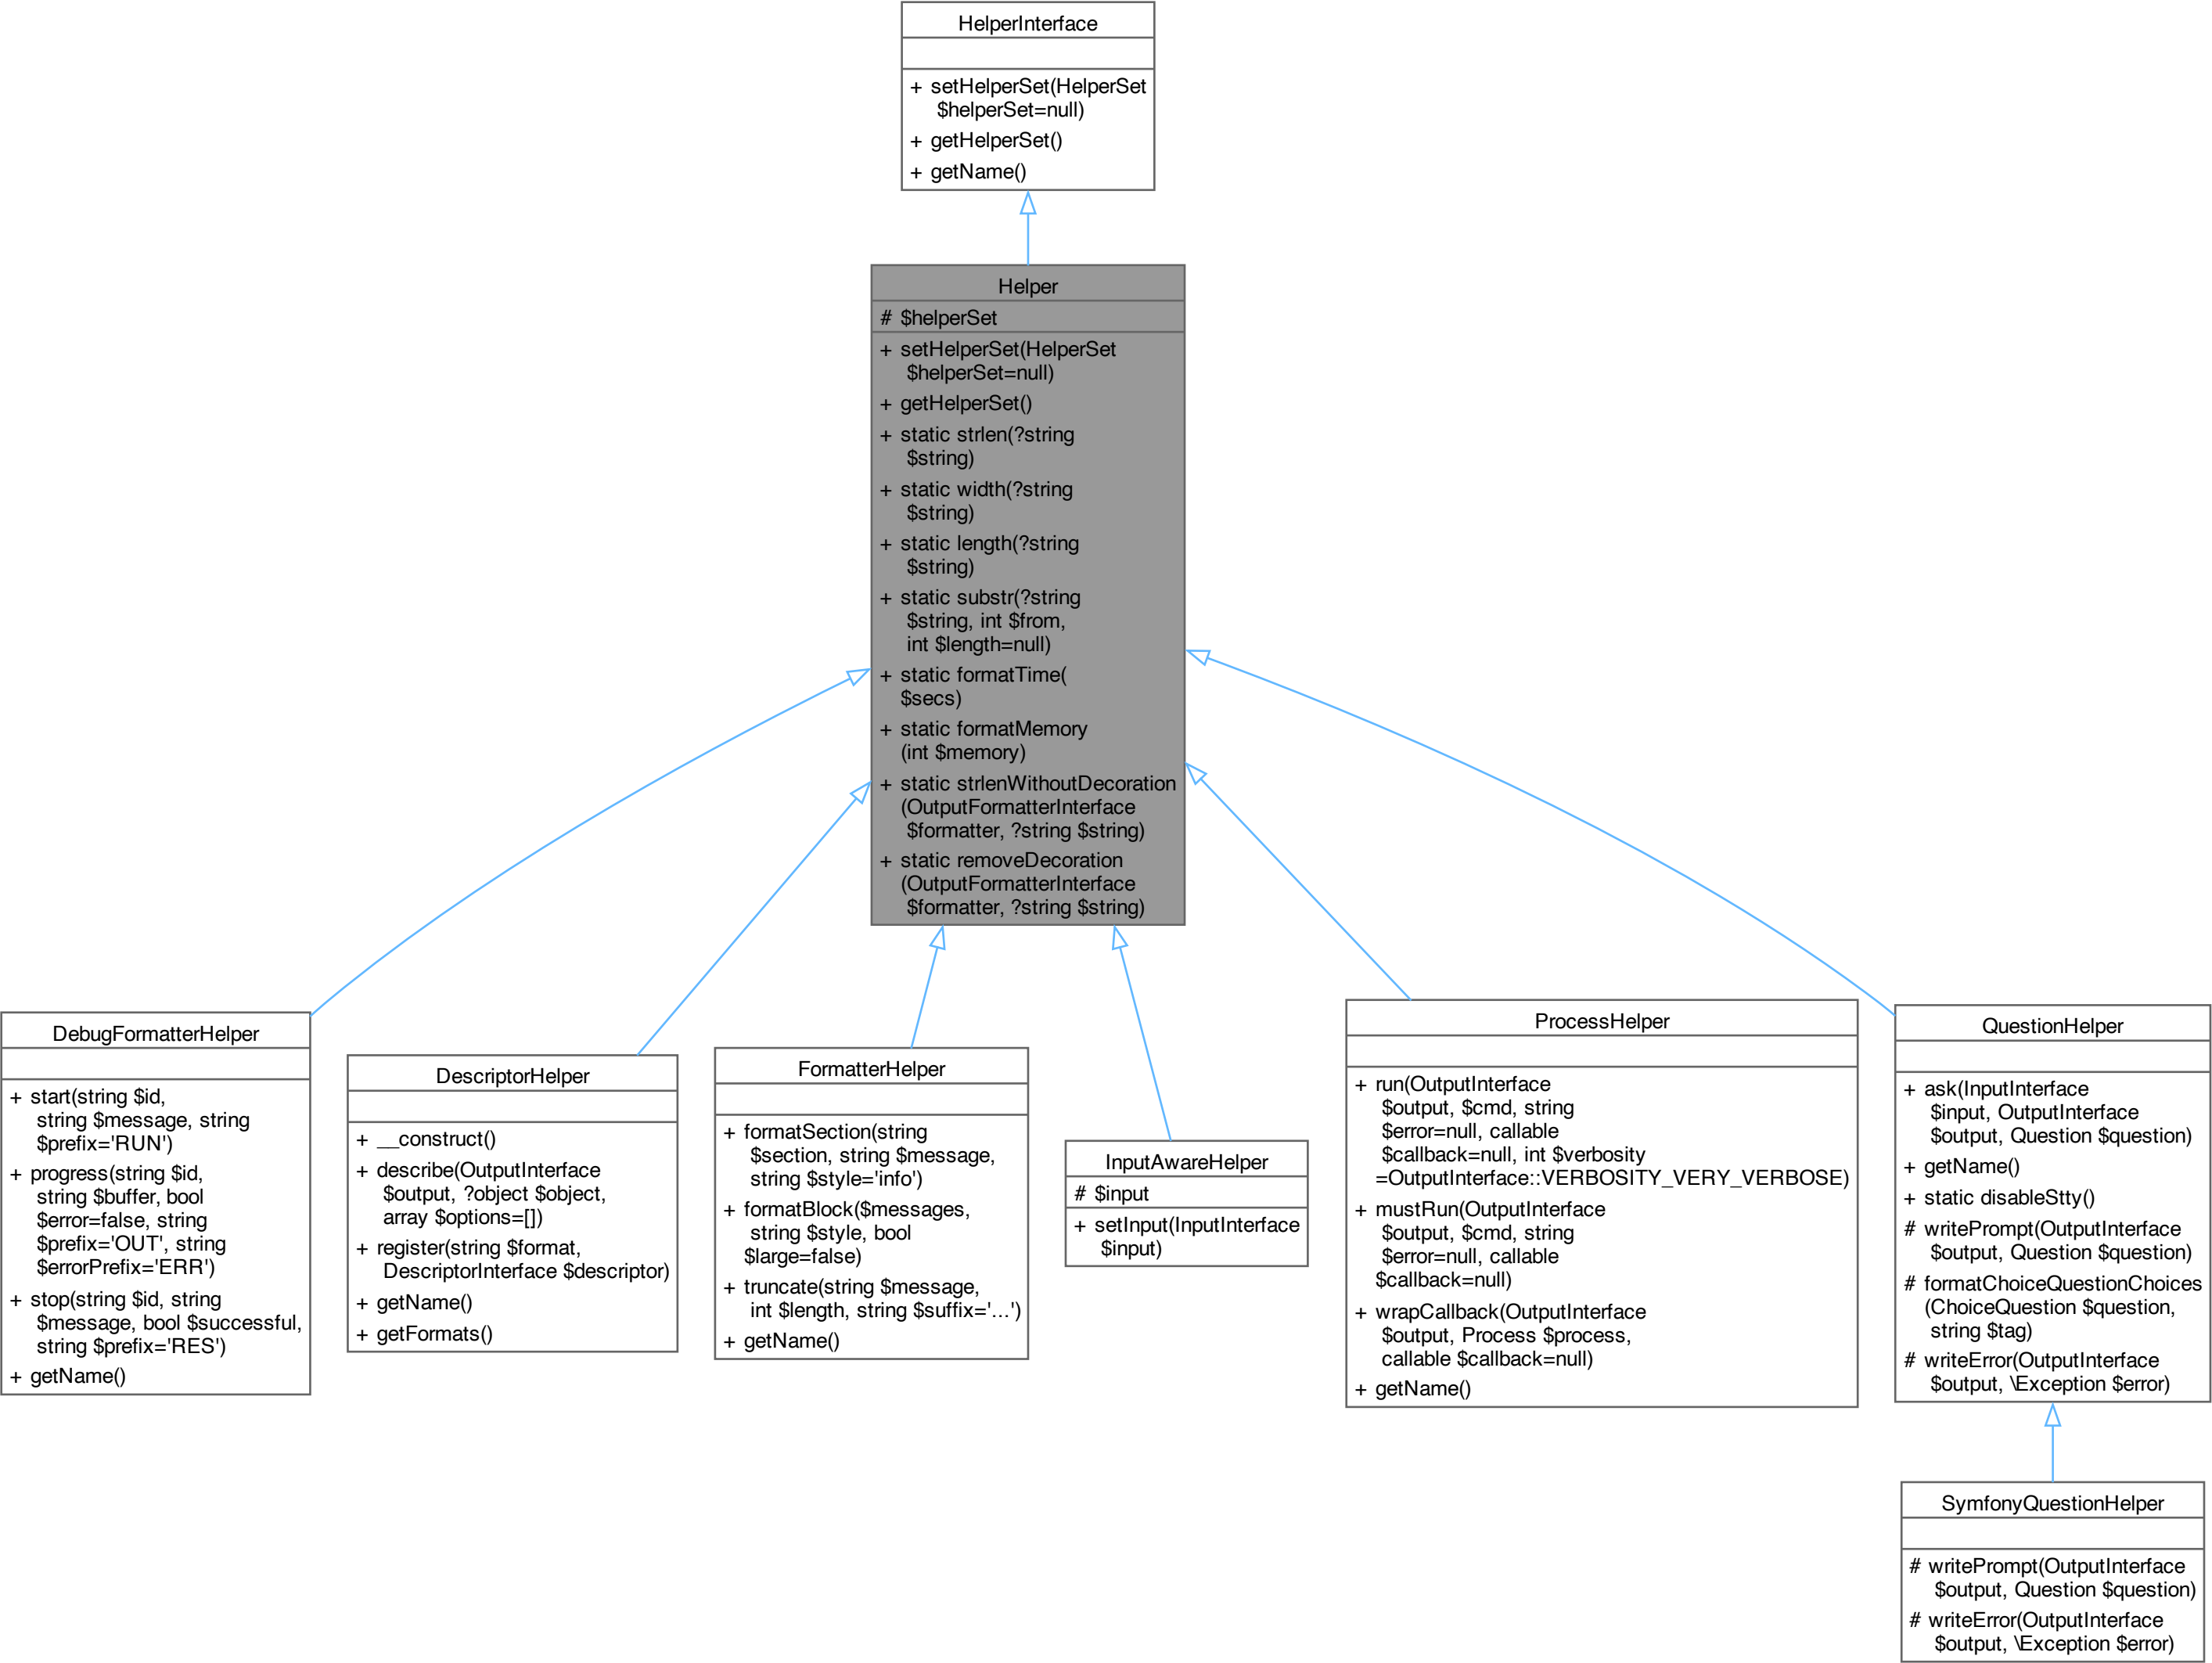 HelperInterface
+ setHelperSet(HelperSet
$helperSet=null)
+ getHelperSet()
+ getName()
Helper
# $helperSet
+ setHelperSet(HelperSet
$helperSet=null)
+ getHelperSet()
+ static strlen(?string
$string)
+ static width(?string
$string)
+ static length(?string
$string)
+ static substr(?string
$string, int $from,
int $length=null)
+ static formatTime(
$secs)
+ static formatMemory
(int $memory)
+ static strlenWithoutDecoration
(OutputFormatterInterface
$formatter, ?string $string)
+ static removeDecoration
(OutputFormatterInterface
$formatter, ?string $string)
DebugFormatterHelper
+ start(string $id,
string $message, string
$prefix='RUN')
+ progress(string $id,
string $buffer, bool
$error=false, string
$prefix='OUT', string
$errorPrefix='ERR')
+ stop(string $id, string
$message, bool $successful,
string $prefix='RES')
+ getName()
DescriptorHelper
+ __construct()
+ describe(OutputInterface
$output, ?object $object,
array $options=[])
+ register(string $format,
DescriptorInterface $descriptor)
+ getName()
+ getFormats()
FormatterHelper
+ formatSection(string
$section, string $message,
string $style='info')
+ formatBlock($messages,
string $style, bool
$large=false)
+ truncate(string $message,
int $length, string $suffix='...')
+ getName()
InputAwareHelper
# $input
+ setInput(InputInterface
$input)
ProcessHelper
+ run(OutputInterface
$output, $cmd, string
$error=null, callable
$callback=null, int $verbosity
=OutputInterface::VERBOSITY_VERY_VERBOSE)
+ mustRun(OutputInterface
$output, $cmd, string
$error=null, callable
$callback=null)
+ wrapCallback(OutputInterface
$output, Process $process,
callable $callback=null)
+ getName()
QuestionHelper
+ ask(InputInterface
$input, OutputInterface
$output, Question $question)
+ getName()
+ static disableStty()
# writePrompt(OutputInterface
$output, Question $question)
# formatChoiceQuestionChoices
(ChoiceQuestion $question,
string $tag)
# writeError(OutputInterface
$output, \Exception $error)
SymfonyQuestionHelper
# writePrompt(OutputInterface
$output, Question $question)
# writeError(OutputInterface
$output, \Exception $error)